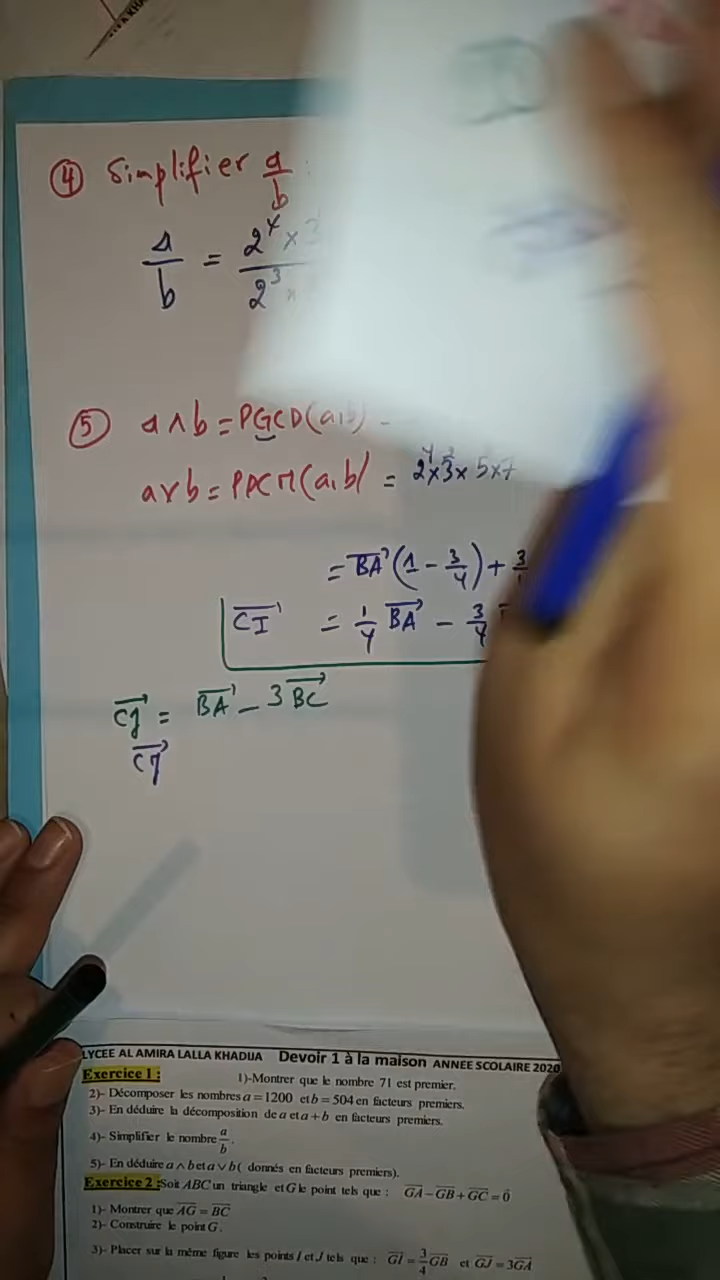 ④ Simplifier a/b
a/b = 2⁴ ×
2³
⑤ a∧b = PGCD(a,b)
a∨b = PPCM(a,b) = 2⁴×3²×5×7
= BA⃗(1 - 3/4) + 3/
CI⃗ = 1/4 BA⃗ - 3/4
CJ⃗ = BA⃗ - 3BC⃗
LYCEE AL AMIRA LALLA KHADIJA Devoir 1 à la maison ANNEE SCOLAIRE 2020
Exercice 1 : 1)-Montrer que le nombre 71 est premier.
2)- Décomposer les nombres a = 1200 et b = 504 en facteurs premiers.
3)- En déduire la décomposition de a et a + b en facteurs premiers.
4)- Simplifier le nombre a/b.
5)- En déduire a ∧ b et a ∨ b ( donnés en facteurs premiers).
Exercice 2 :Soit ABC un triangle et G le point tels que : GA⃗ − GB⃗ + GC⃗ = 0⃗
1)- Montrer que AG⃗ = BC⃗
2)- Construire le point G.
3)- Placer sur la même figure les points I et J tels que : GI⃗ = 3/4 GB⃗ et GJ⃗ = 3GA⃗